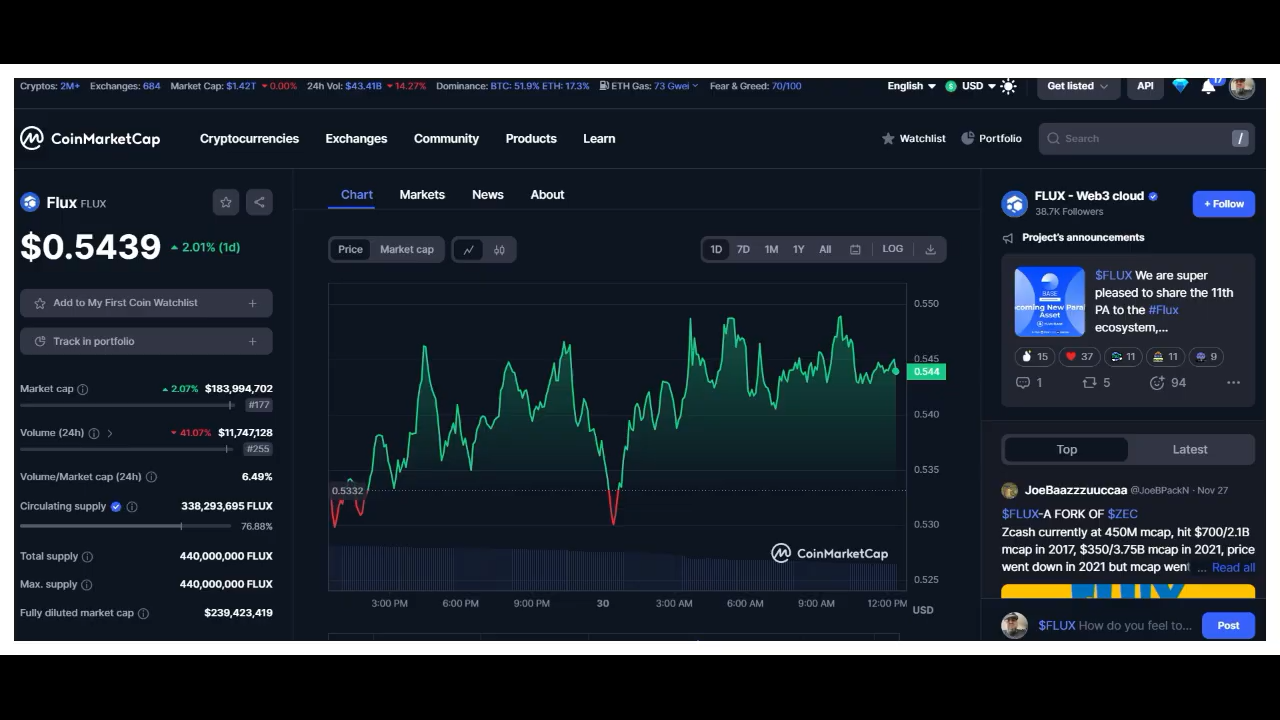 Cryptos: 2M+ Exchanges: 684 Market Cap: $1.42T 0.00% 24h Vol: $43.41B 14.27% Dominance: BTC: 51.9% ETH: 17.3% ETH Gas: 73 Gwei Fear & Greed: 70/100 English USD Get listed API 17
CoinMarketCap Cryptocurrencies Exchanges Community Products Learn Watchlist Portfolio Search /
Flux FLUX
$0.5439 2.01% (1d)
Add to My First Coin Watchlist +
Track in portfolio +
Market cap 2.07% $183,994,702
#177
Volume (24h) 41.07% $11,747,128
#255
Volume/Market cap (24h) 6.49%
Circulating supply 338,293,695 FLUX
76.88%
Total supply 440,000,000 FLUX
Max. supply 440,000,000 FLUX
Fully diluted market cap $239,423,419
Chart Markets News About
Price Market cap 1D 7D 1M 1Y All LOG
0.550
0.545
0.544
0.540
0.535
0.5332
0.530
CoinMarketCap
0.525
3:00 PM 6:00 PM 9:00 PM 30 3:00 AM 6:00 AM 9:00 AM 12:00 PM USD
FLUX - Web3 cloud
38.7K Followers
+ Follow
Project's announcements
BASE
coming New Para
Asset
$FLUX We are super
pleased to share the 11th
PA to the #Flux
ecosystem,...
15 37 11 11 9
1 5 94
Top Latest
JoeBaazzzuuccaa @JoeBPackN · Nov 27
$FLUX-A FORK OF $ZEC
Zcash currently at 450M mcap, hit $700/2.1B
mcap in 2017, $350/3.75B mcap in 2021, price
went down in 2021 but mcap went ... Read all
$FLUX How do you feel to... Post